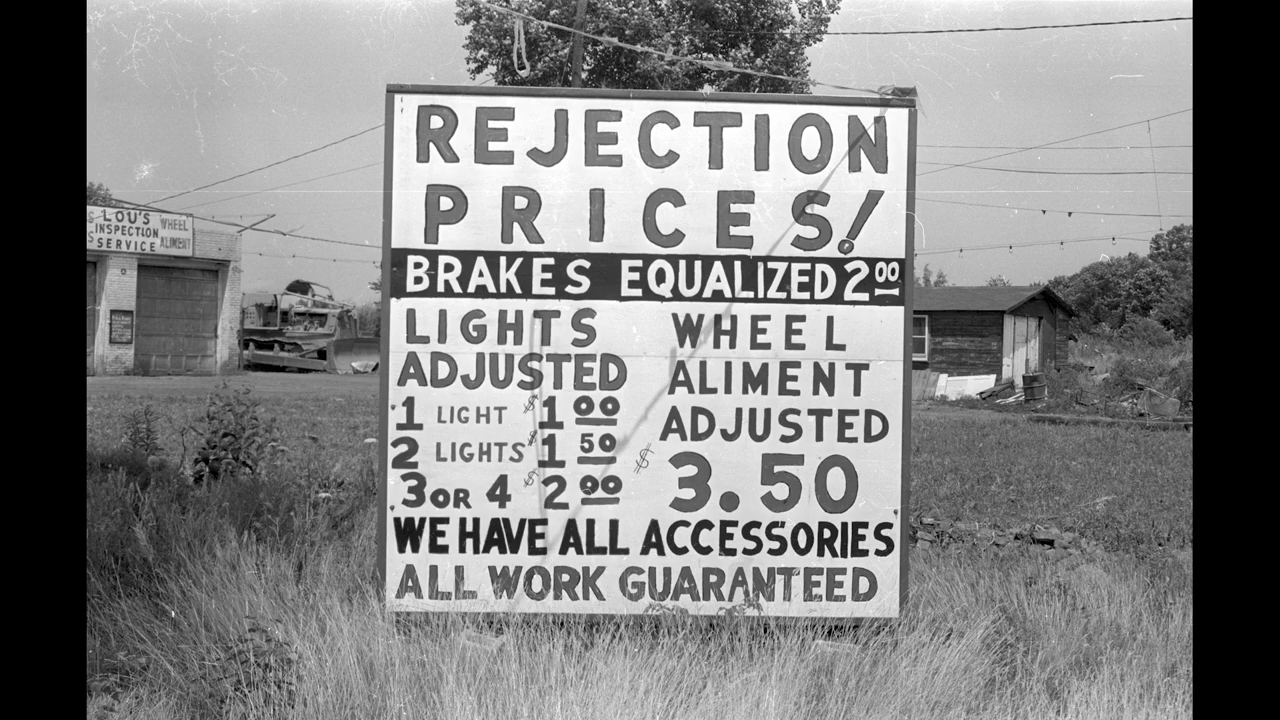 REJECTION
PRICES!
BRAKES EQUALIZED 2 00
LIGHTS
ADJUSTED
1 LIGHT $1 00
2 LIGHTS $1 50
3 OR 4 $2 00
WHEEL
ALIMENT
ADJUSTED
$3.50
WE HAVE ALL ACCESSORIES
ALL WORK GUARANTEED
LOU'S
INSPECTION
SERVICE
WHEEL
ALIMENT